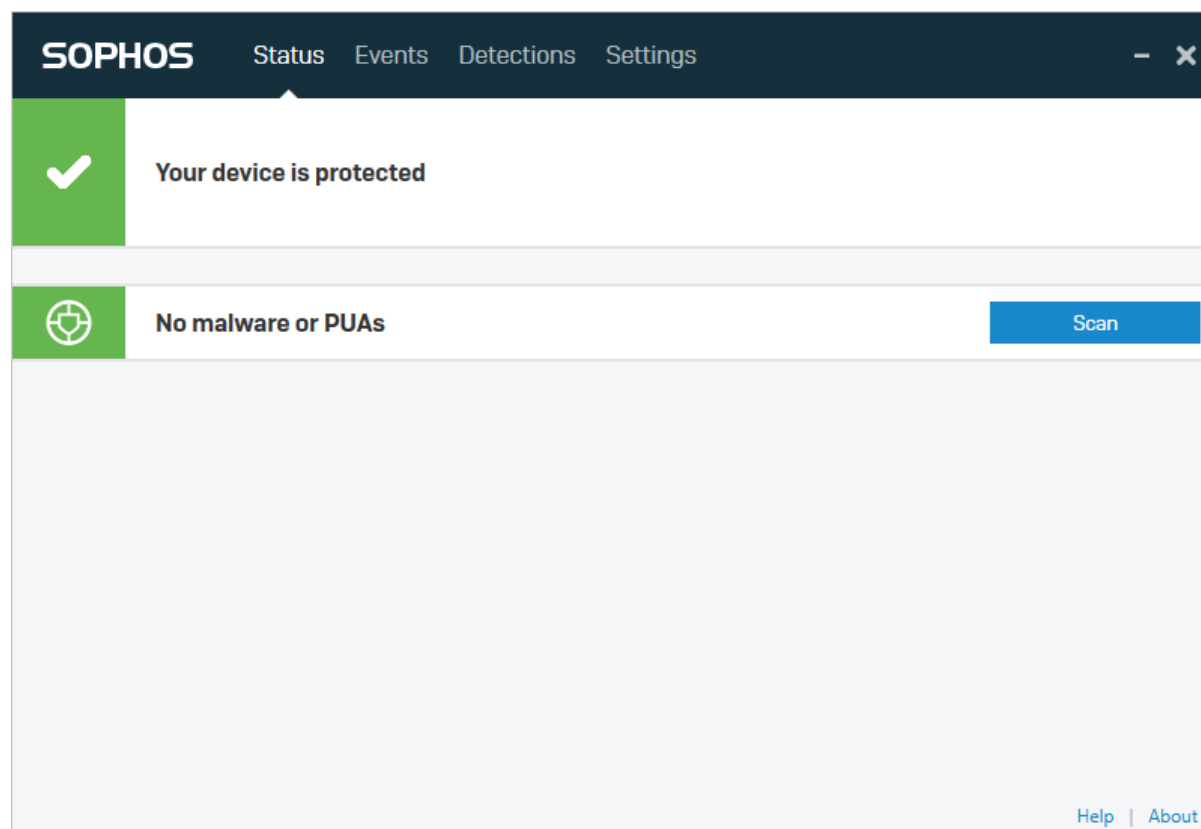 SOPHOS Status Events Detections Settings
Your device is protected
No malware or PUAs Scan
Help | About